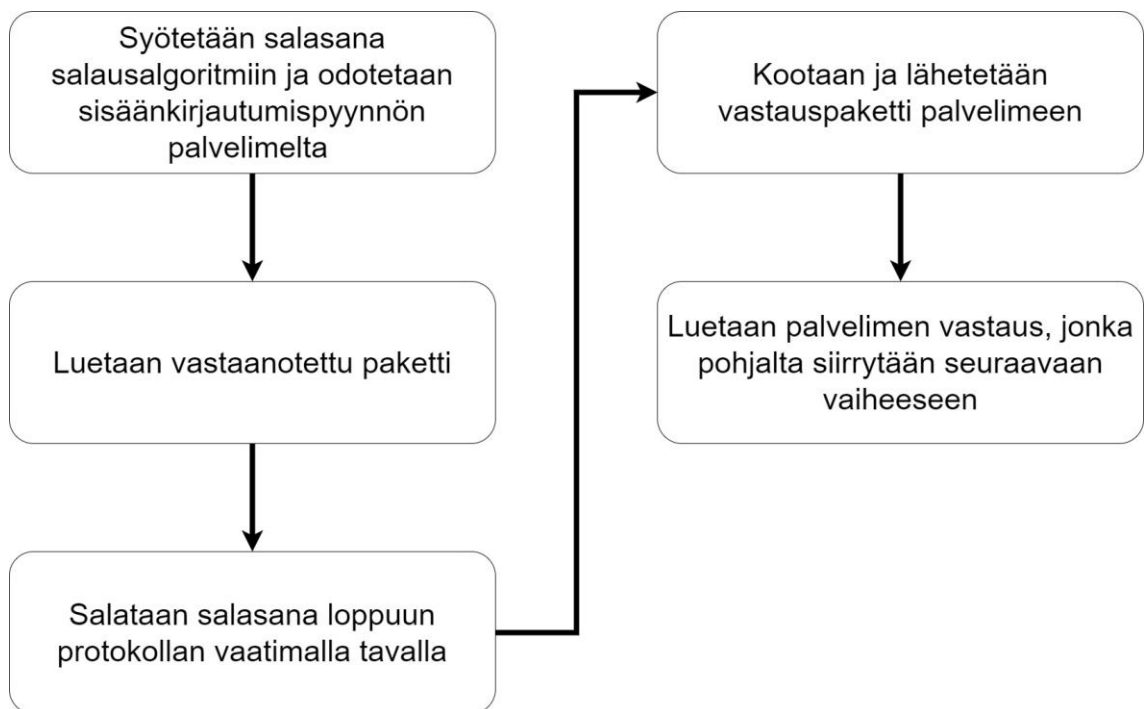 Syötetään salasana
salausalgoritmiin ja odotetaan
sisäänkirjautumispyynnön
palvelimelta
Luetaan vastaanotettu paketti
Salataan salasana loppuun
protokollan vaatimalla tavalla
Kootaan ja lähetetään
vastauspaketti palvelimeen
Luetaan palvelimen vastaus, jonka
pohjalta siirrytään seuraavaan
vaiheeseen